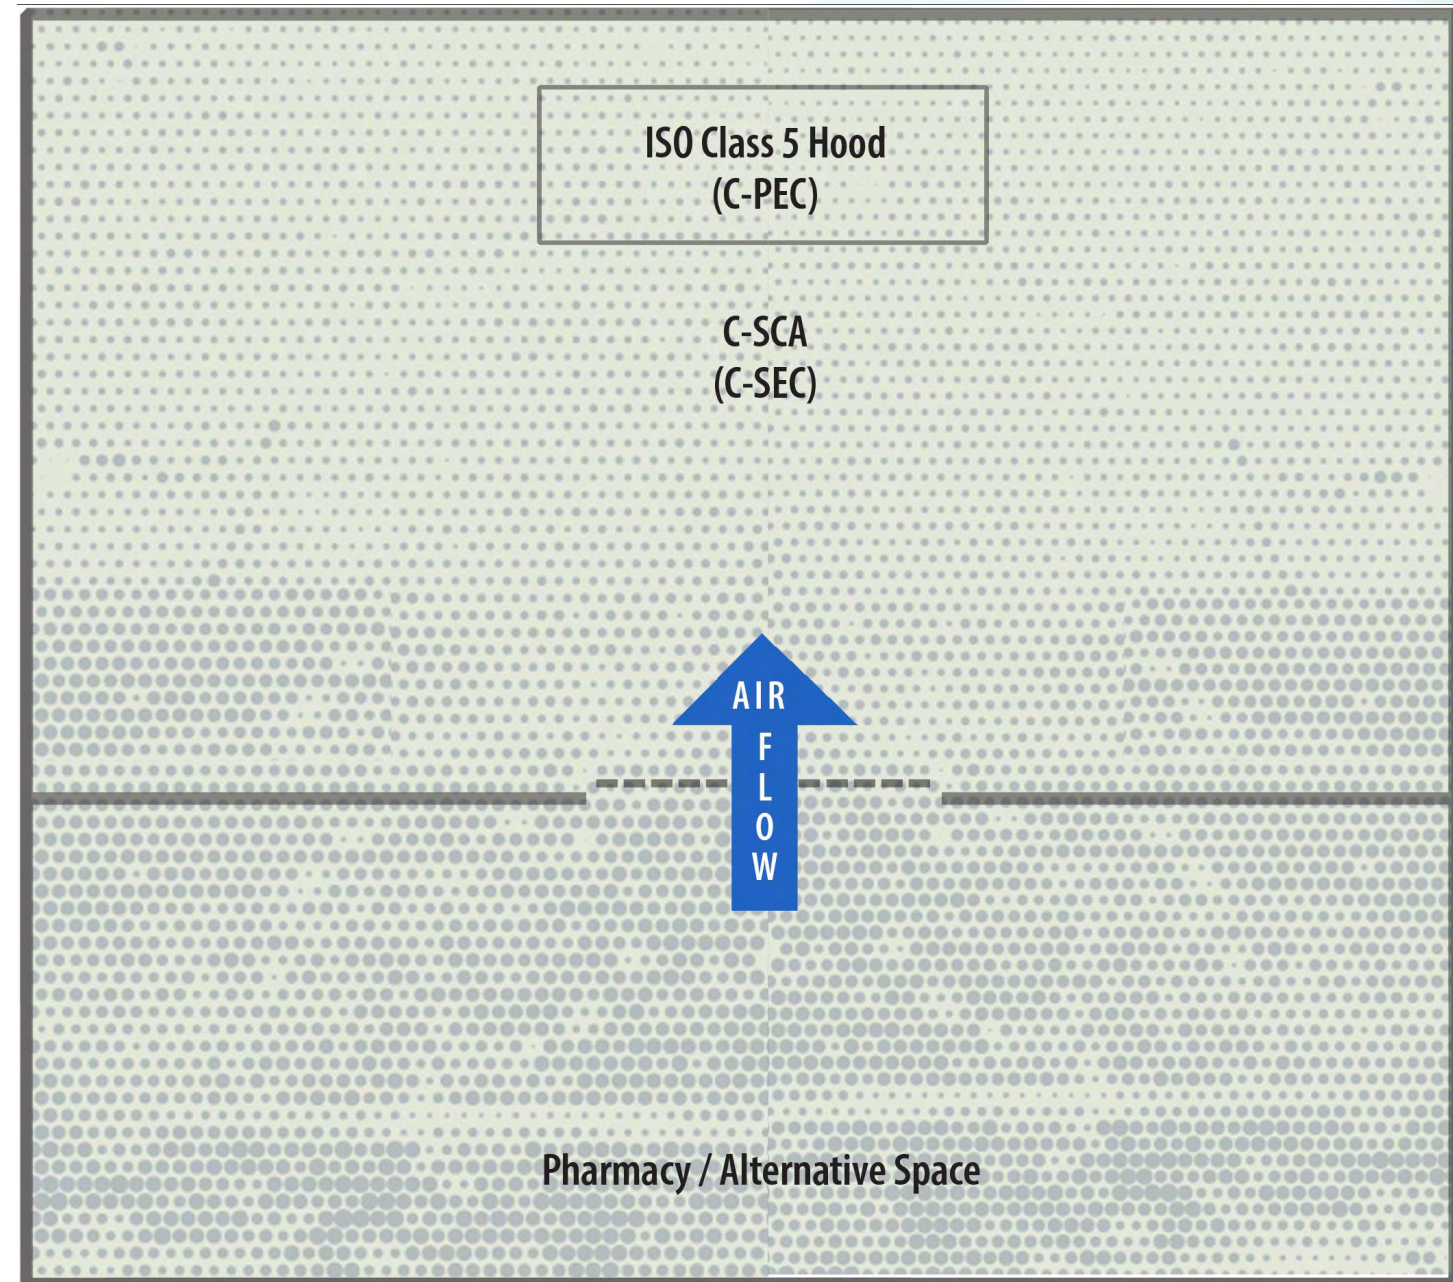 ISO Class 5 Hood
(C-PEC)
C-SCA
(C-SEC)
AIR
F
L
O
W
Pharmacy / Alternative Space